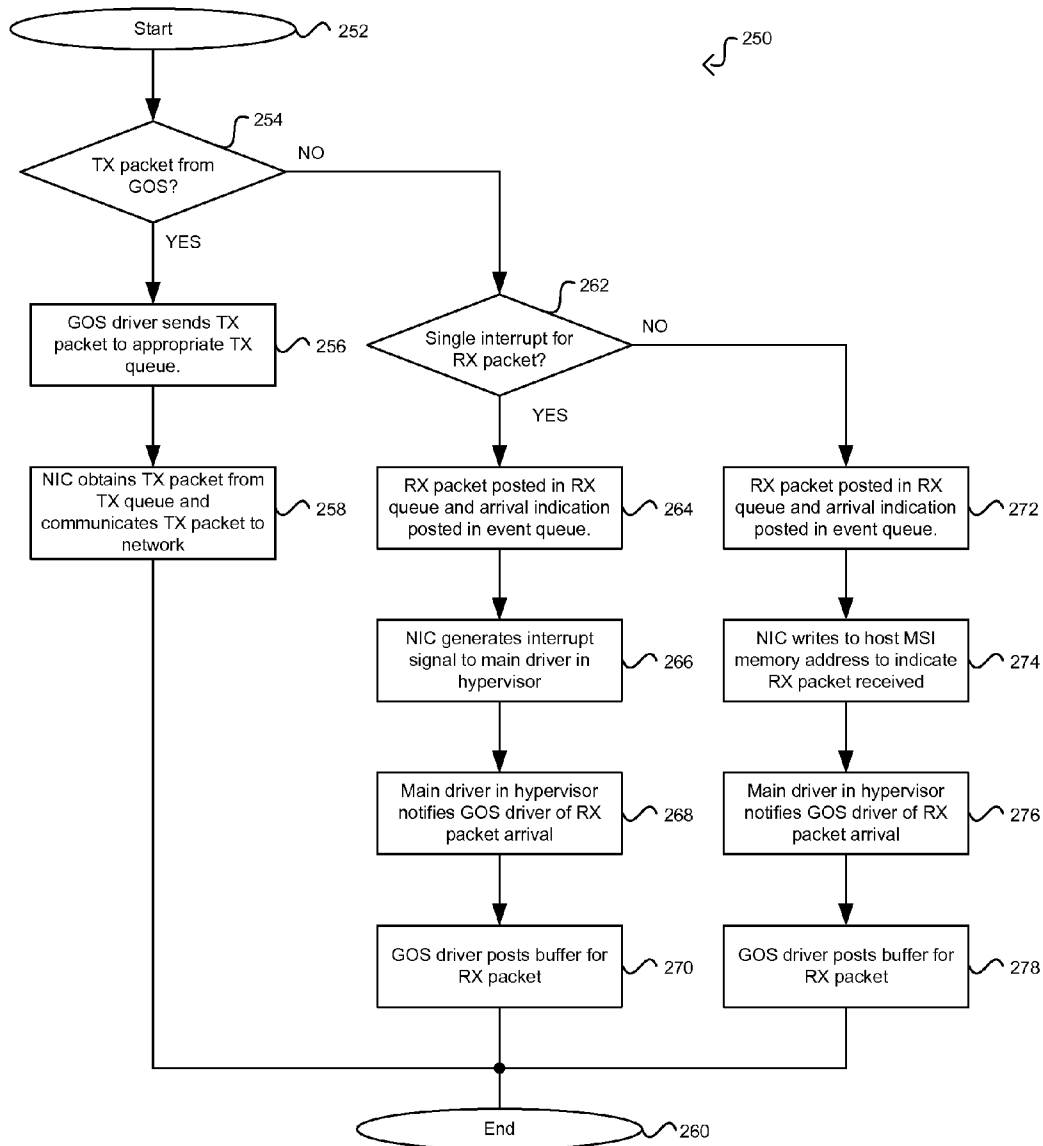 Start
252
250
254
TX packet from
GOS?
NO
YES
262
GOS driver sends TX
packet to appropriate TX
queue.
256
Single interrupt for
RX packet?
NO
YES
NIC obtains TX packet from
TX queue and
communicates TX packet to
network
258
RX packet posted in RX
queue and arrival indication
posted in event queue.
264
RX packet posted in RX
queue and arrival indication
posted in event queue.
272
NIC generates interrupt
signal to main driver in
hypervisor
266
NIC writes to host MSI
memory address to indicate
RX packet received
274
Main driver in hypervisor
notifies GOS driver of RX
packet arrival
268
Main driver in hypervisor
notifies GOS driver of RX
packet arrival
276
GOS driver posts buffer for
RX packet
270
GOS driver posts buffer for
RX packet
278
End
260